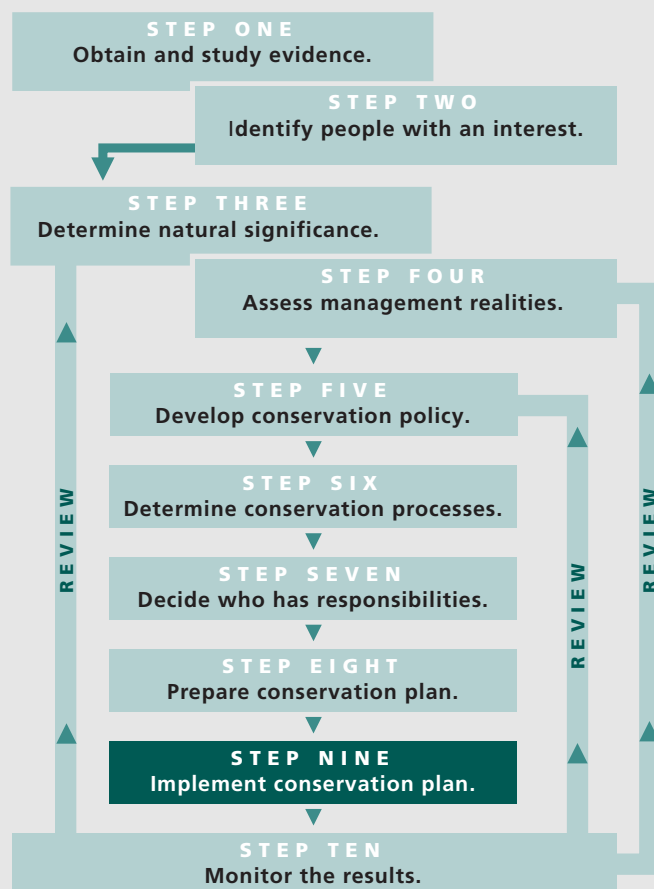 STEP ONE
Obtain and study evidence.
STEP TWO
Identify people with an interest.
STEP THREE
Determine natural significance.
STEP FOUR
Assess management realities.
STEP FIVE
Develop conservation policy.
STEP SIX
Determine conservation processes.
STEP SEVEN
Decide who has responsibilities.
STEP EIGHT
Prepare conservation plan.
STEP NINE
Implement conservation plan.
STEP TEN
Monitor the results.
REVIEW
REVIEW
REVIEW